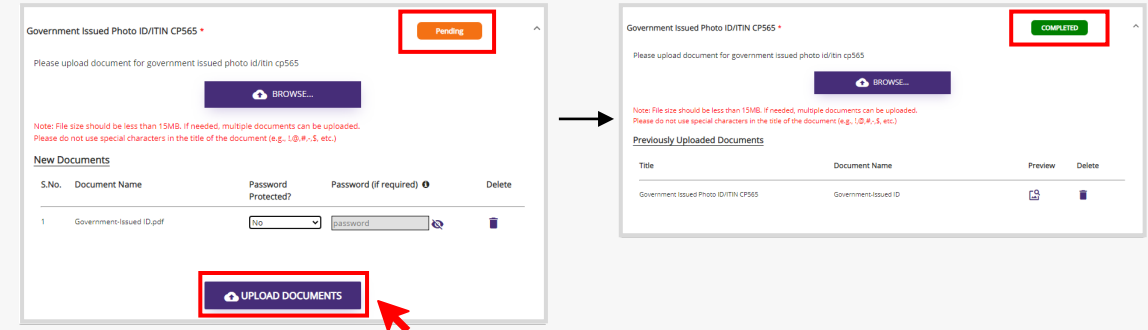 Government Issued Photo ID/ITIN CP565 *
Pending
Please upload document for government issued photo id/itin cp565
BROWSE...
Note: File size should be less than 15MB. If needed, multiple documents can be uploaded.
Please do not use special characters in the title of the document (e.g., !,@,#,-,$, etc.)
New Documents
S.No. Document Name Password Protected? Password (if required) Delete
1 Government-Issued ID.pdf No password
UPLOAD DOCUMENTS
Government Issued Photo ID/ITIN CP565 *
COMPLETED
Please upload document for government issued photo id/itin cp565
BROWSE...
Note: File size should be less than 15MB. If needed, multiple documents can be uploaded.
Please do not use special characters in the title of the document (e.g., !,@,#,-,$, etc.)
Previously Uploaded Documents
Title Document Name Preview Delete
Government Issued Photo ID/ITIN CP565 Government-Issued ID